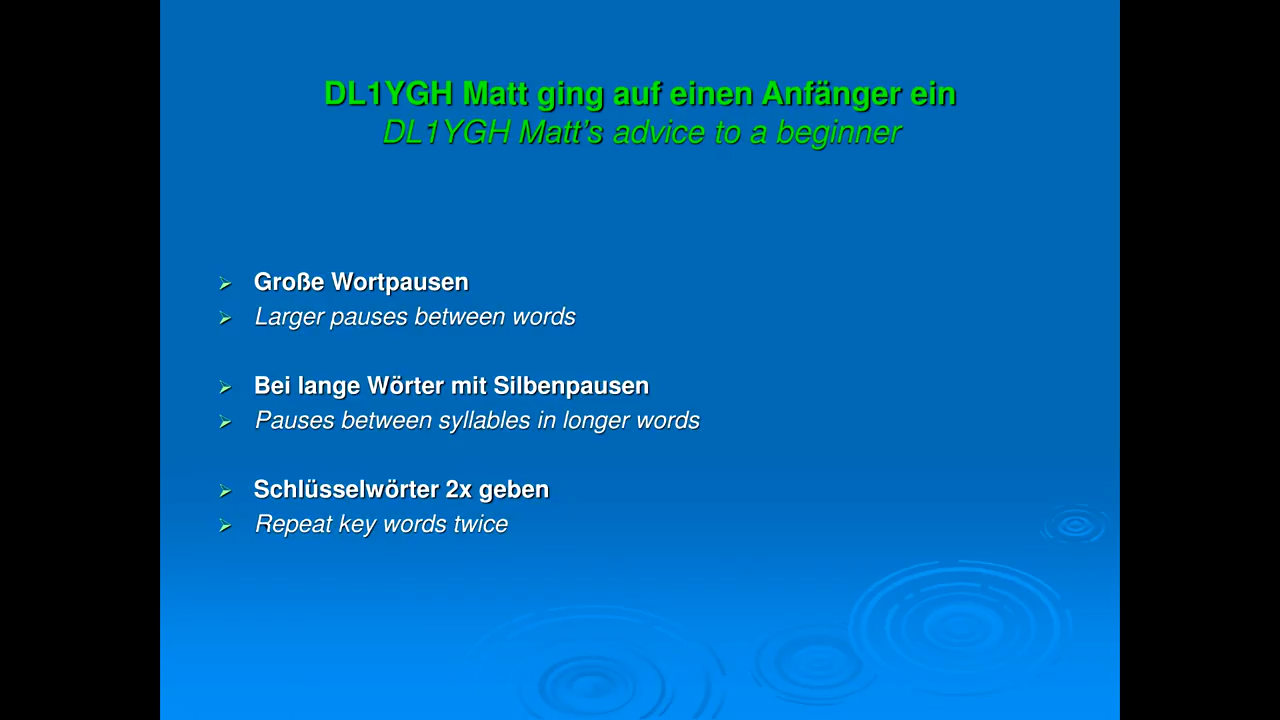 DL1YGH Matt ging auf einen Anfänger ein
DL1YGH Matt's advice to a beginner
Große Wortpausen
Larger pauses between words
Bei lange Wörter mit Silbenpausen
Pauses between syllables in longer words
Schlüsselwörter 2x geben
Repeat key words twice